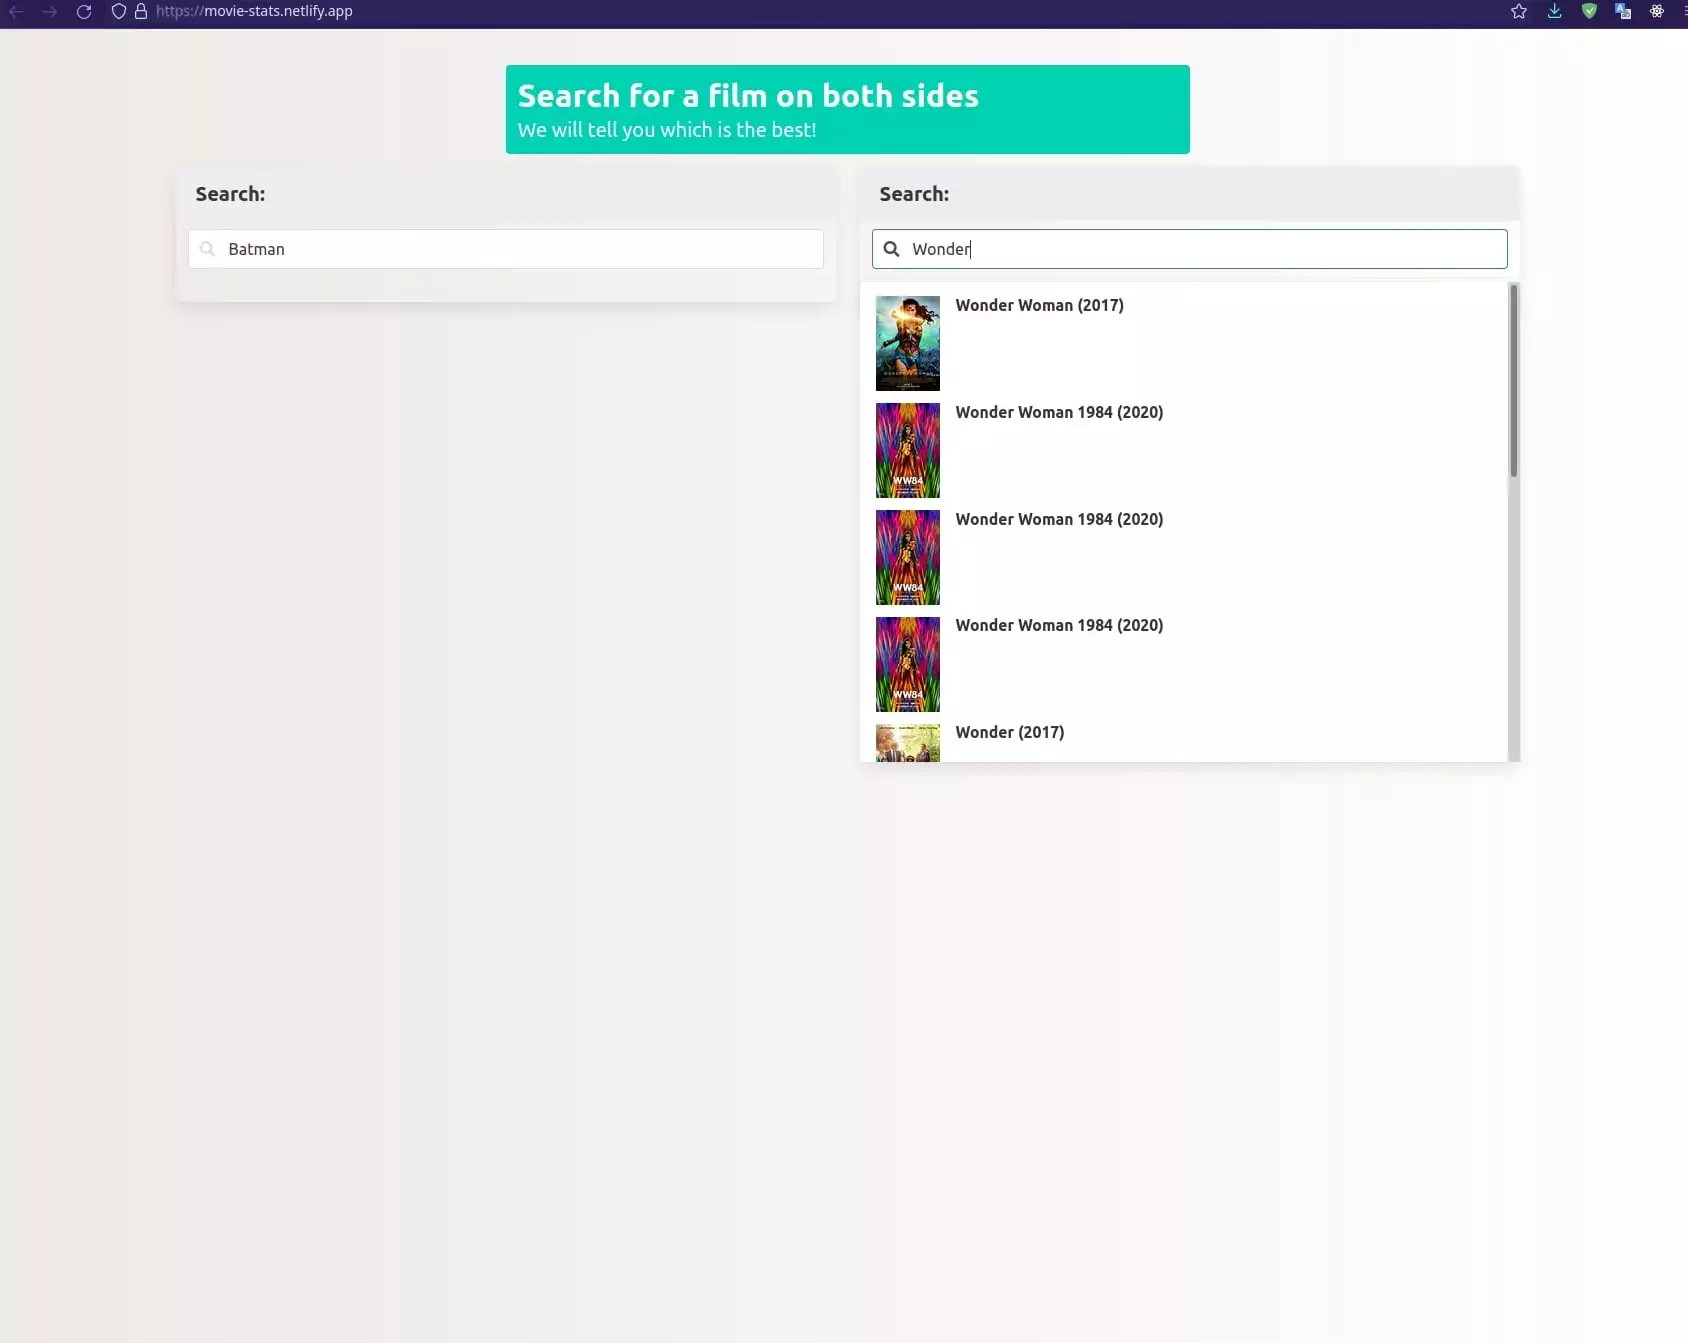 https://movie-stats.netlify.app
Search for a film on both sides
We will tell you which is the best!
Search:
Batman
Search:
Wonder
Wonder Woman (2017)
Wonder Woman 1984 (2020)
WW84
Wonder Woman 1984 (2020)
WW84
Wonder Woman 1984 (2020)
WW84
Wonder (2017)